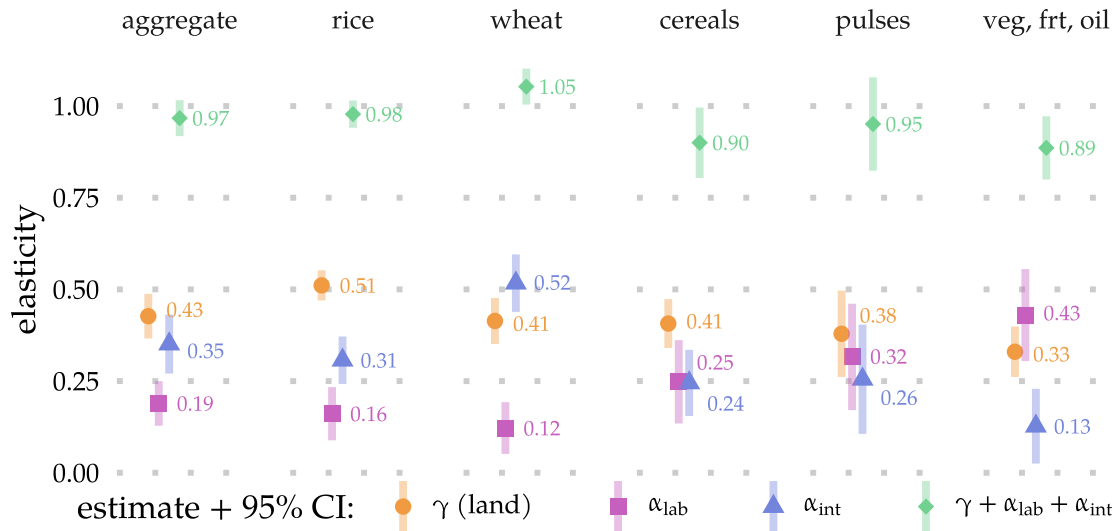 aggregate rice wheat cereals pulses veg, frt, oil
1.05
1.00
0.97 0.98 0.90 0.95 0.89
0.75
0.50
0.43 0.51 0.52 0.41 0.41 0.38 0.43
0.35 0.31 0.25 0.32 0.33
0.25
0.24 0.26
0.19 0.16 0.12 0.13
0.00
elasticity
estimate + 95% CI: γ (land) αlab αint γ + αlab + αint